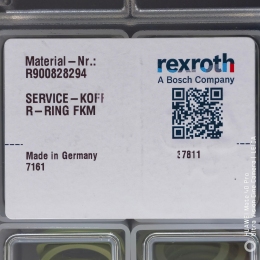 Material-Nr.:
R900828294
rexroth
A Bosch Company
SERVICE-KOFF
R-RING FKM
Made in Germany
7161
37811